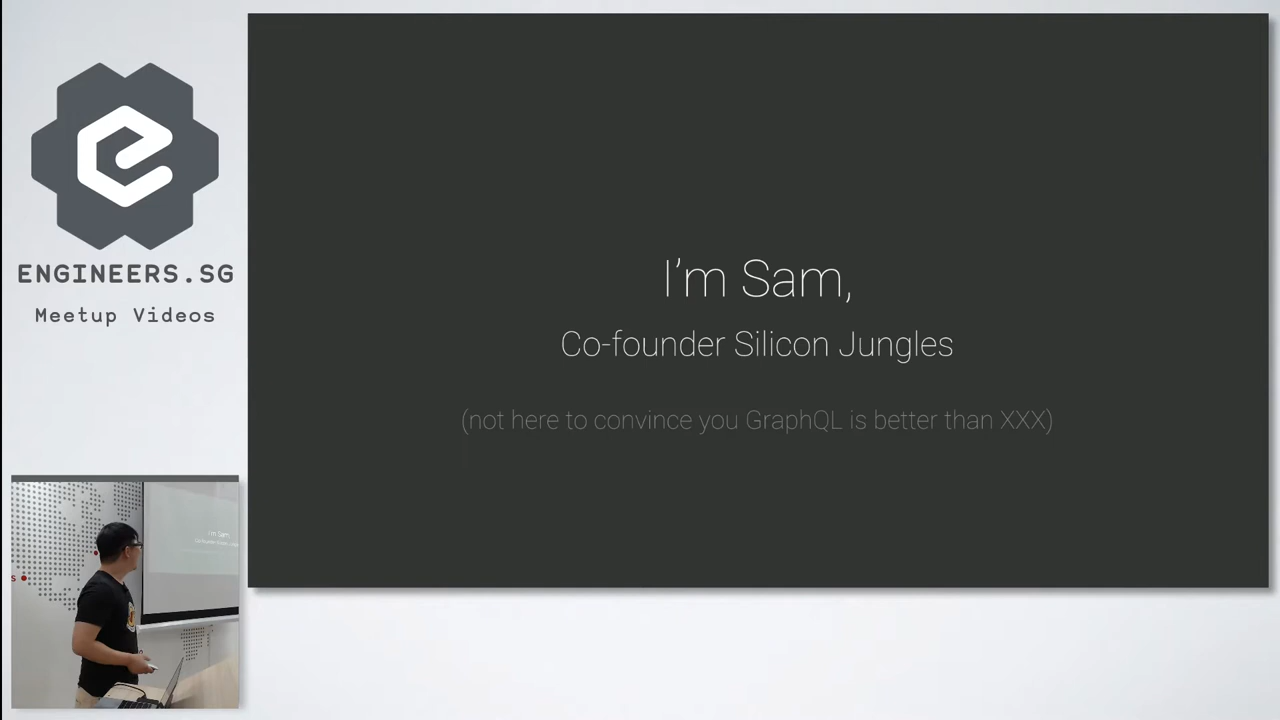 ENGINEERS.SG
Meetup Videos
I'm Sam,
Co-founder Silicon Jungles
(not here to convince you GraphQL is better than XXX)
I'm Sam